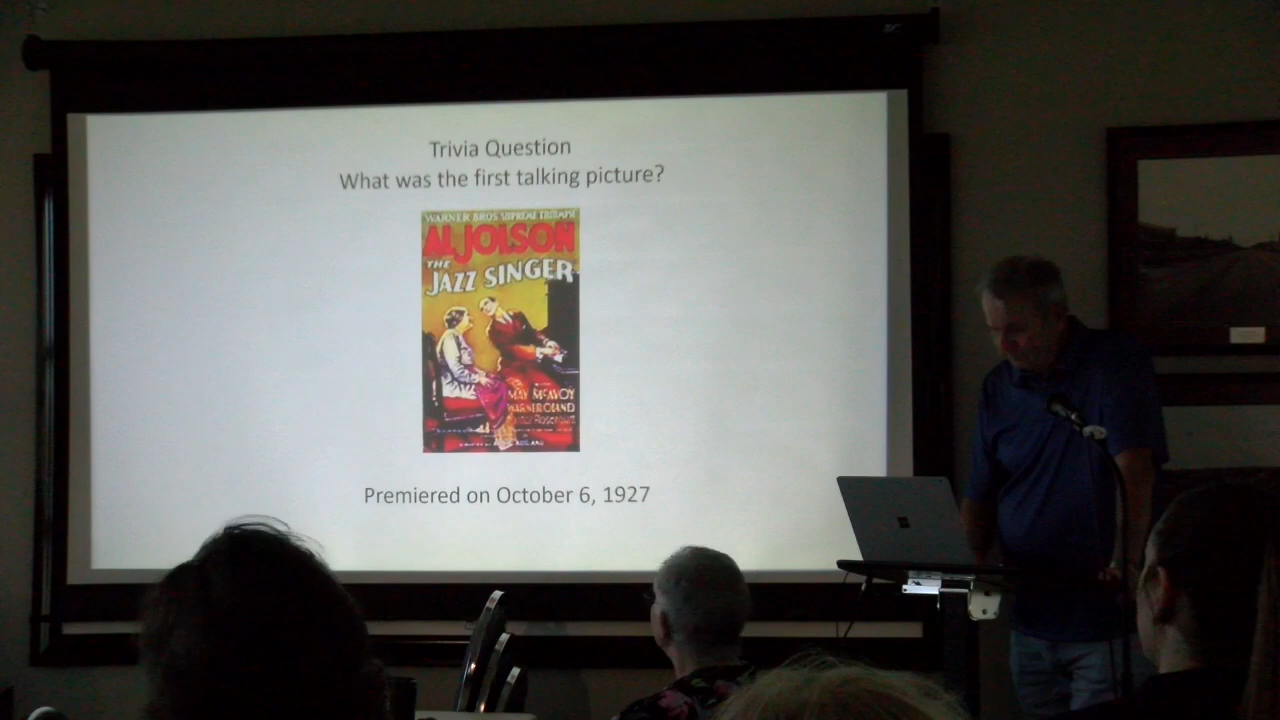 Trivia Question
What was the first talking picture?
WARNER BROS SUPREME TRIUMPH
AL JOLSON
THE
JAZZ SINGER
MAY McAVOY
WARNER OLAND
Premiered on October 6, 1927